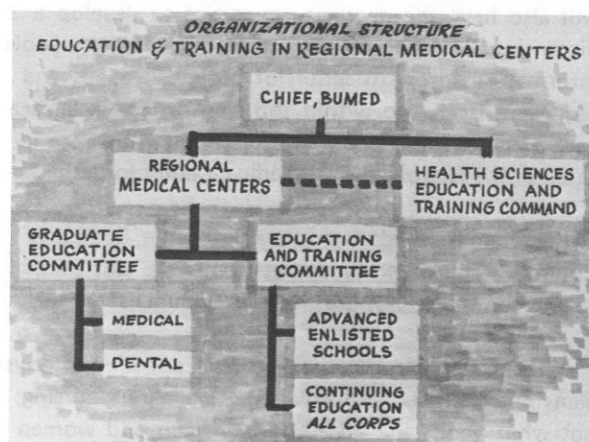 ORGANIZATIONAL STRUCTURE
EDUCATION & TRAINING IN REGIONAL MEDICAL CENTERS
CHIEF, BUMED
REGIONAL
MEDICAL CENTERS
HEALTH SCIENCES
EDUCATION AND
TRAINING COMMAND
GRADUATE
EDUCATION
COMMITTEE
EDUCATION
AND TRAINING
COMMITTEE
MEDICAL
DENTAL
ADVANCED
ENLISTED
SCHOOLS
CONTINUING
EDUCATION
ALL CORPS